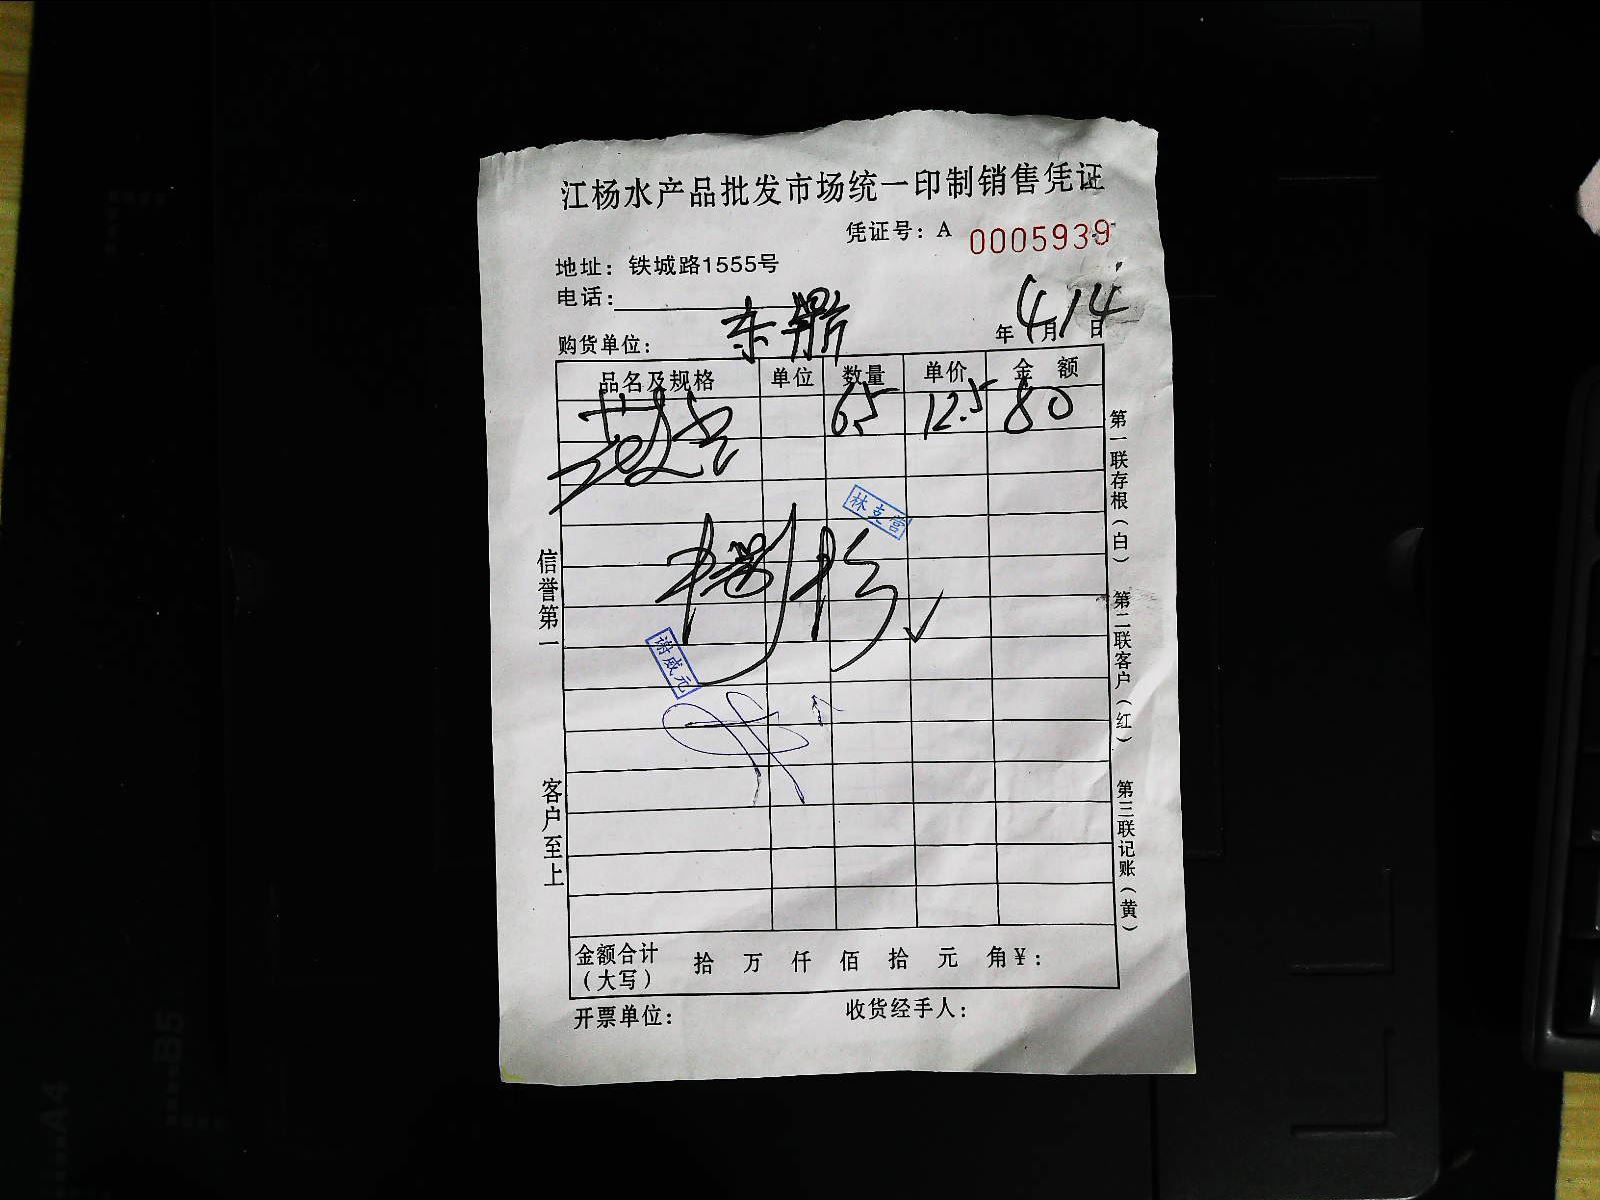 江杨水产品批发市场统一印制销售凭证
凭证号：A 0005939
地址：铁城路1555号
电话：
购货单位：东鼎
年4月14日
品名及规格 单位 数量 单价 金额
65 12.5 80
林支营
谢咸元
信誉第一
客户至上
第一联存根（白）
第二联客户（红）
第三联记账（黄）
金额合计（大写） 拾 万 仟 佰 拾 元 角￥：
开票单位： 收货经手人：